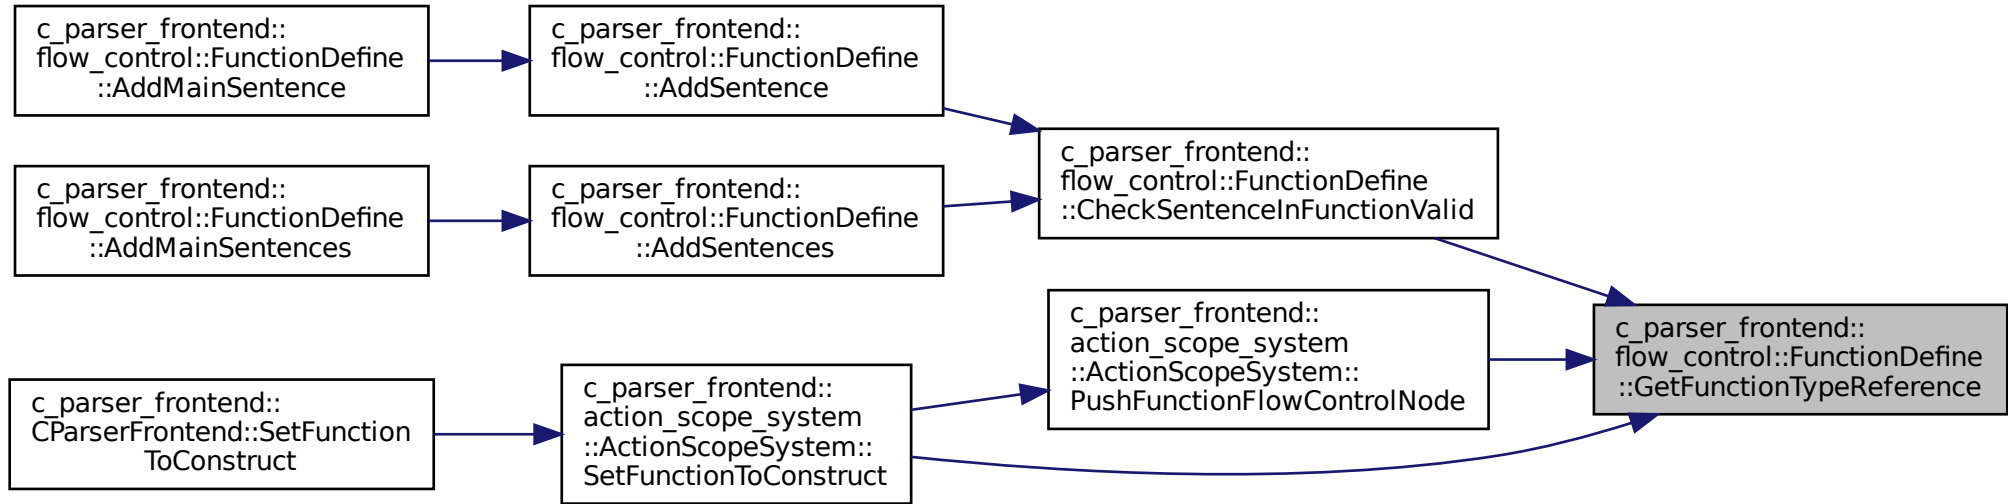 c_parser_frontend::
flow_control::FunctionDefine
::AddMainSentence
c_parser_frontend::
flow_control::FunctionDefine
::AddSentence
c_parser_frontend::
flow_control::FunctionDefine
::CheckSentenceInFunctionValid
c_parser_frontend::
flow_control::FunctionDefine
::AddMainSentences
c_parser_frontend::
flow_control::FunctionDefine
::AddSentences
c_parser_frontend::
action_scope_system
::ActionScopeSystem::
PushFunctionFlowControlNode
c_parser_frontend::
flow_control::FunctionDefine
::GetFunctionTypeReference
c_parser_frontend::
CParserFrontend::SetFunction
ToConstruct
c_parser_frontend::
action_scope_system
::ActionScopeSystem::
SetFunctionToConstruct